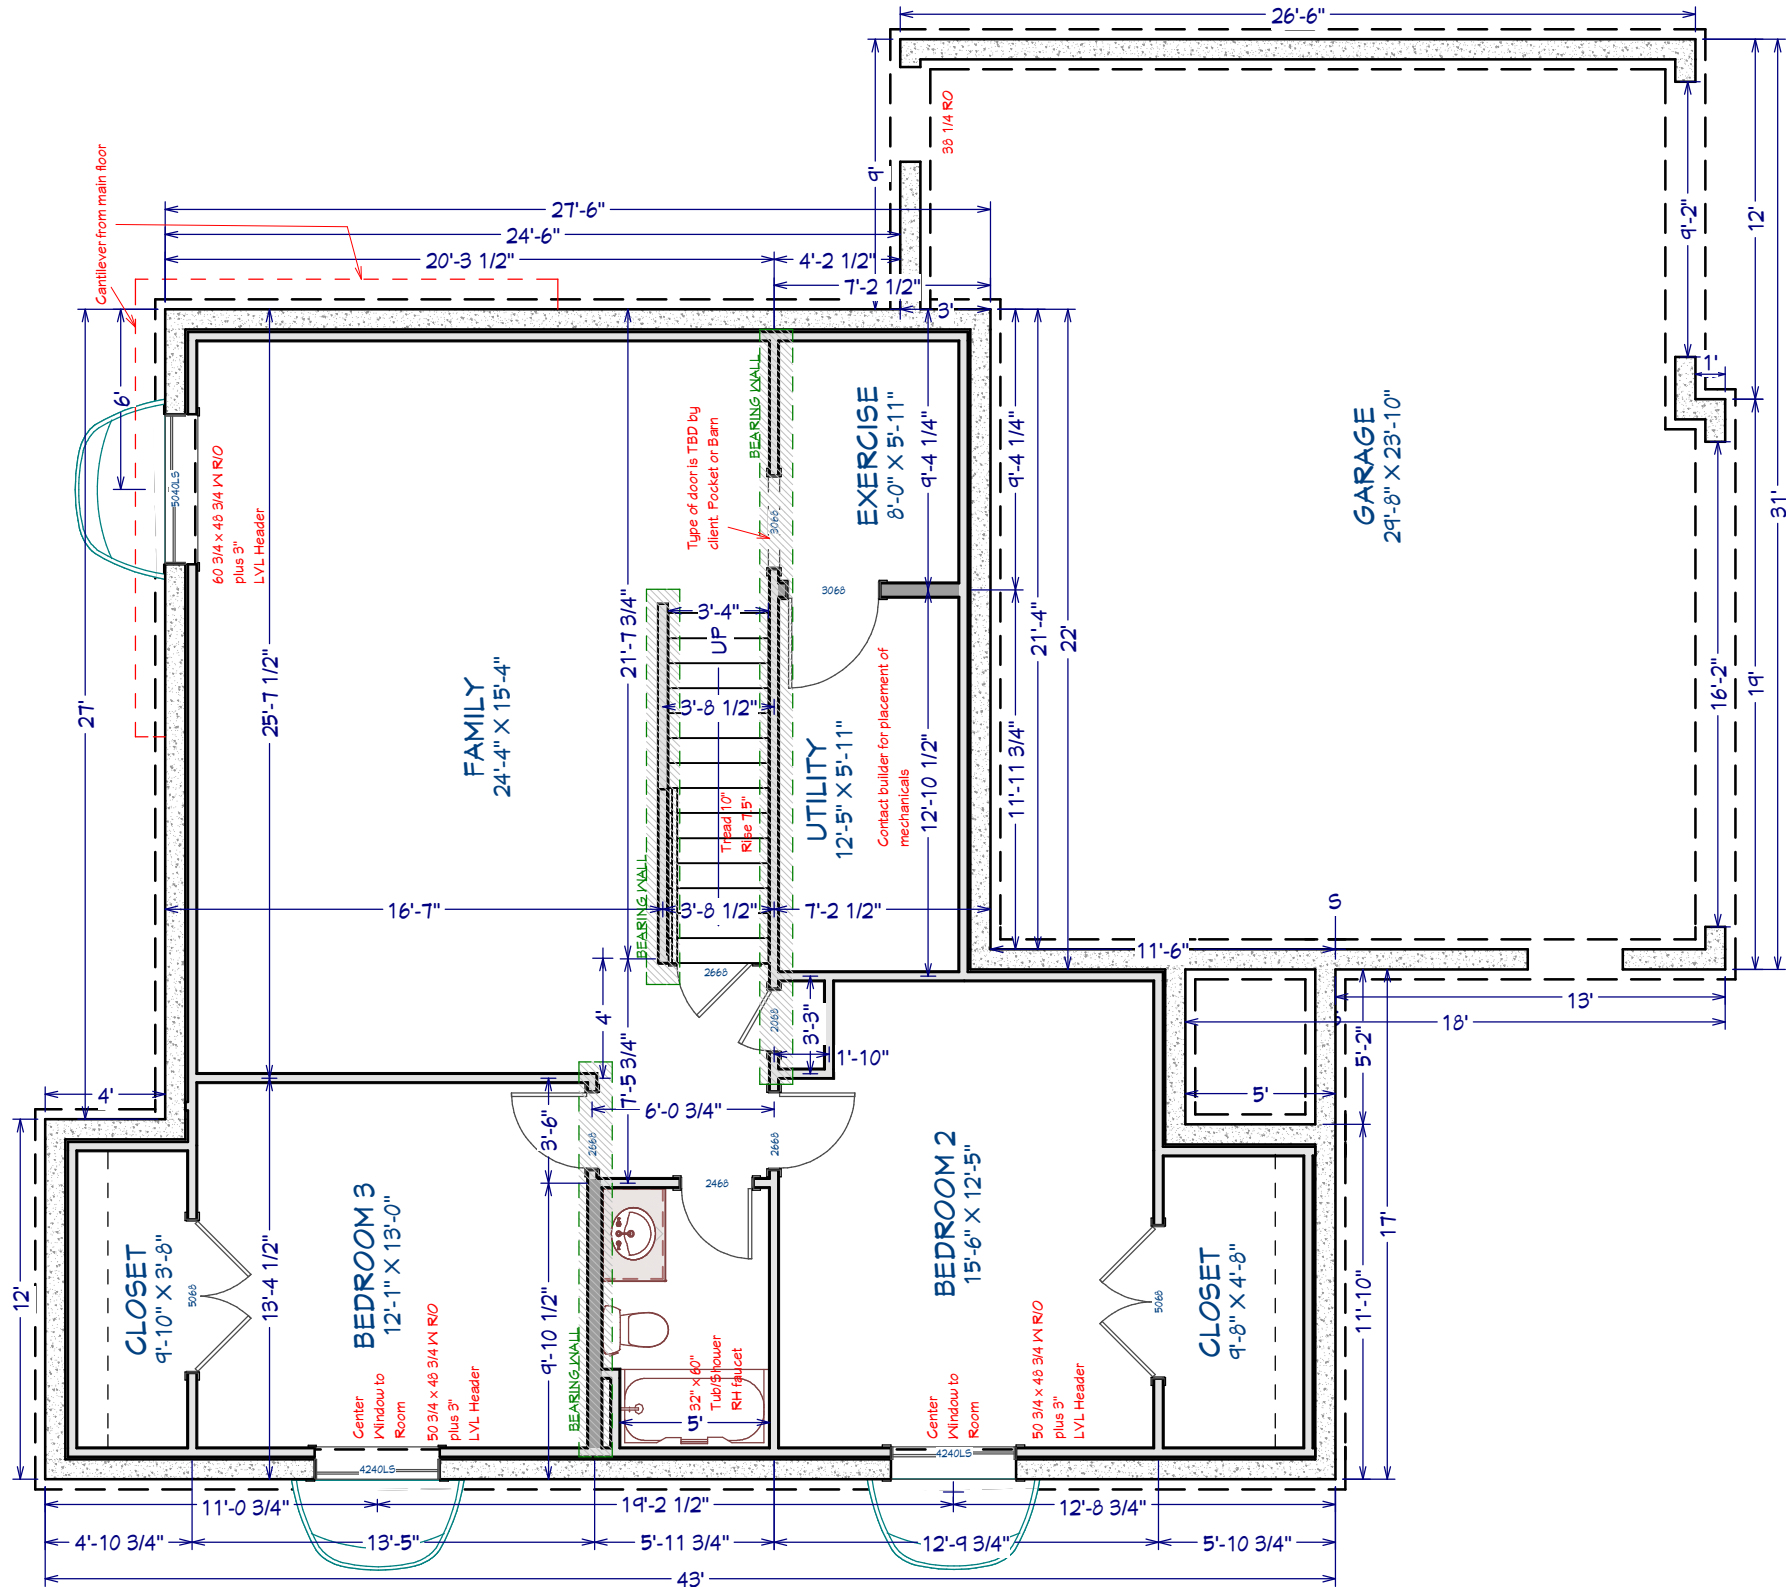 26'-6"
38 1/4 RO
9'
9'-2"
12'
31'
Cantilever from main floor
27'-6"
24'-6"
20'-3 1/2"
4'-2 1/2"
7'-2 1/2"
3'
1'
6'
27'
5040LS
60 3/4 x 48 3/4 W R/O
plus 3"
LVL Header
BEARING WALL
Type of door is TBD by
client. Pocket or Barn
3068
EXERCISE
8'-0" X 5'-11"
9'-4 1/4"
9'-4 1/4"
GARAGE
29'-8" X 23'-10"
3068
21'-7 3/4"
3'-4"
UP
25'-7 1/2"
21'-4"
22'
FAMILY
24'-4" X 15'-4"
3'-8 1/2"
UTILITY
12'-5" X 5'-11"
Contact builder for placement of
mechanicals
12'-10 1/2"
11'-11 3/4"
16'-2"
19'
Tread 10"
Rise 7.5"
BEARING WALL
16'-7"
3'-8 1/2"
7'-2 1/2"
S
11'-6"
2668
2068
4'
7'-5 3/4"
3'-3"
1'-10"
13'
18'
5'-2"
5'
4'
6'-0 3/4"
3'-6"
2668
2668
2468
12'
CLOSET
9'-10" X 3'-8"
5068
13'-4 1/2"
BEDROOM 3
12'-1" X 13'-0"
9'-10 1/2"
BEDROOM 2
15'-6" X 12'-5"
5068
CLOSET
9'-8" X 4'-8"
11'-10"
17'
Center
Window to
Room
50 3/4 x 48 3/4 W R/O
plus 3"
LVL Header
BEARING WALL
32" x 60"
Tub/Shower
RH faucet
5'
Center
Window to
Room
50 3/4 x 48 3/4 W R/O
plus 3"
LVL Header
4240LS
4240LS
11'-0 3/4"
19'-2 1/2"
12'-8 3/4"
4'-10 3/4"
13'-5"
5'-11 3/4"
12'-9 3/4"
5'-10 3/4"
43'